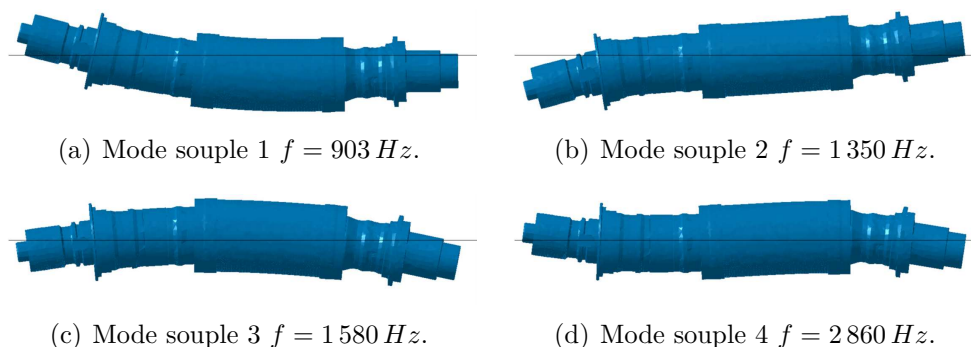 (a) Mode souple 1 f = 903 Hz.
(b) Mode souple 2 f = 1 350 Hz.
(c) Mode souple 3 f = 1 580 Hz.
(d) Mode souple 4 f = 2 860 Hz.